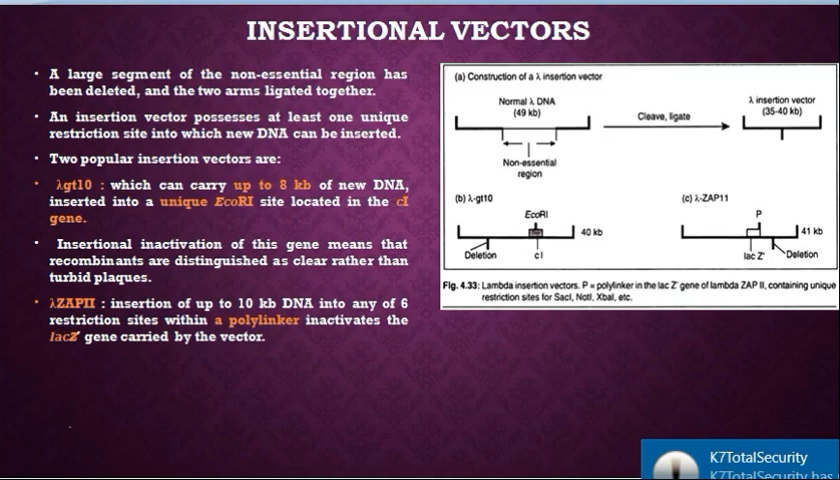 INSERTIONAL VECTORS
• A large segment of the non-essential region has
been deleted, and the two arms ligated together.
• An insertion vector possesses at least one unique
restriction site into which new DNA can be inserted.
• Two popular insertion vectors are:
• λgt10 : which can carry up to 8 kb of new DNA,
inserted into a unique EcoRI site located in the cI
gene.
• Insertional inactivation of this gene means that
recombinants are distinguished as clear rather than
turbid plaques.
• λZAPII : insertion of up to 10 kb DNA into any of 6
restriction sites within a polylinker inactivates the
lacZ′ gene carried by the vector.
(a) Construction of a λ insertion vector
Normal λ DNA
(49 kb)
Cleave, ligate
λ insertion vector
(35-40 kb)
Non-essential
region
(b) λ-gt10
EcoRI
40 kb
Deletion
c I
(c) λ-ZAP11
P
41 kb
lac Z'
Deletion
Fig. 4.33: Lambda insertion vectors. P = polylinker in the lac Z' gene of lambda ZAP II, containing unique
restriction sites for SacI, NotI, XbaI, etc.
K7TotalSecurity
K7TotalSecurity has